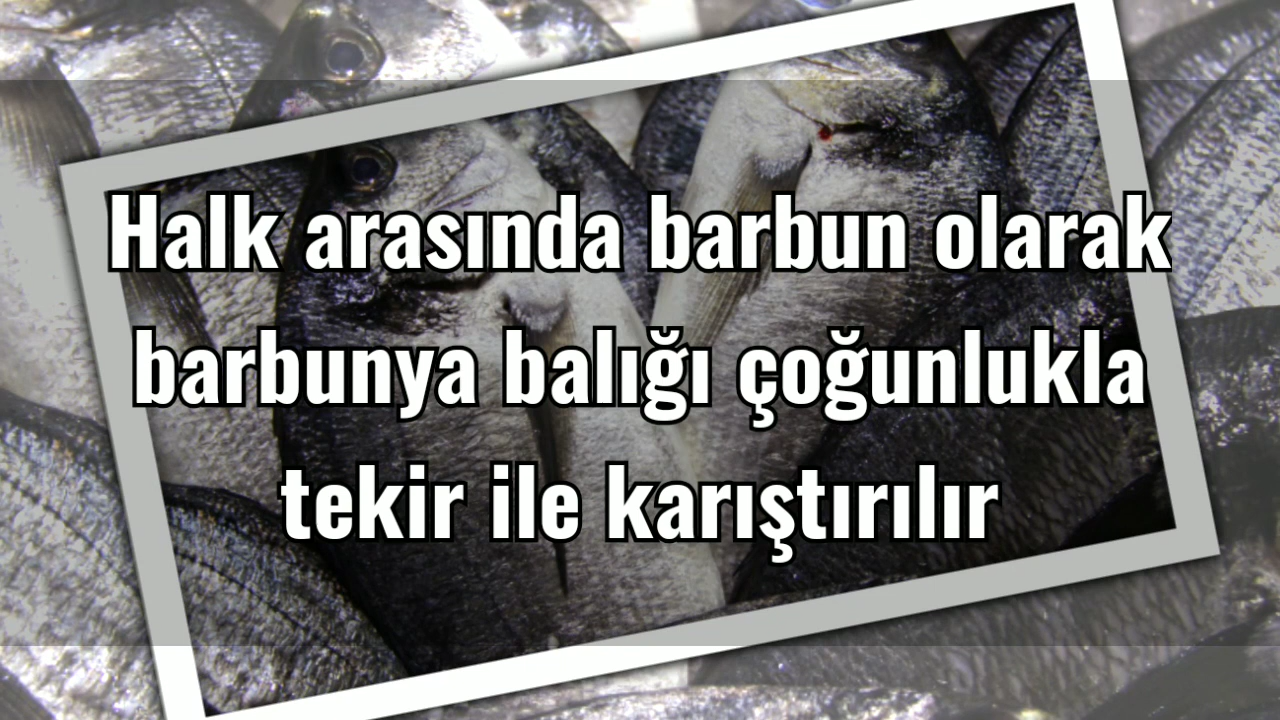 Halk arasında barbun olarak
barbunya balığı çoğunlukla
tekir ile karıştırılır